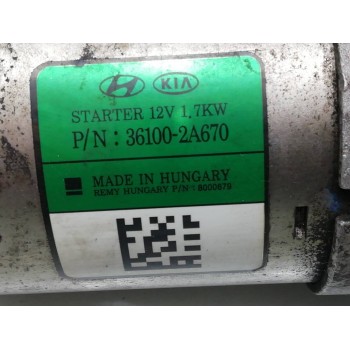 KIA
STARTER 12V 1,7KW
P/N : 36100-2A670
MADE IN HUNGARY
REMY HUNGARY P/N : 8000679